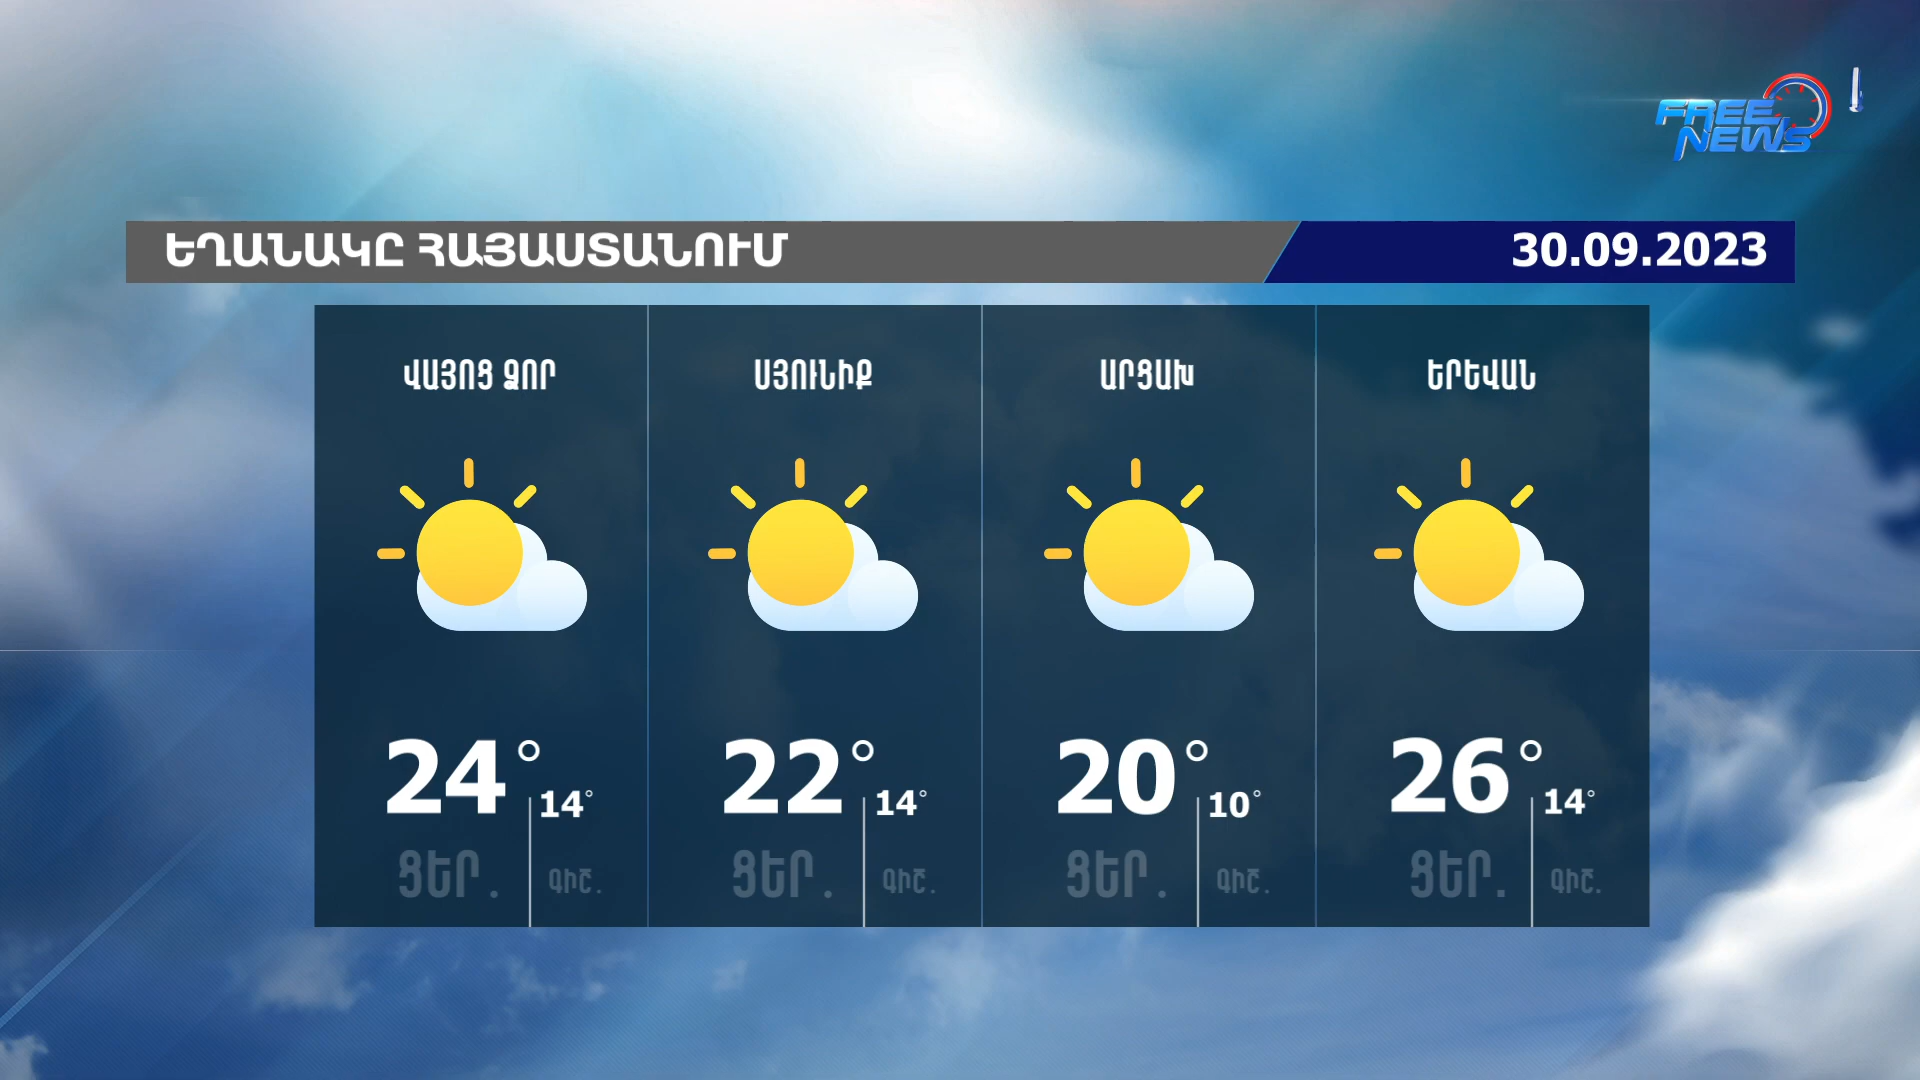 FREE
NEWS
ԵՂԱՆԱԿԸ ՀԱՅԱՍՏԱՆՈՒՄ
30.09.2023
ՎԱՅՈՑ ՁՈՐ
ՍՅՈՒՆԻՔ
ԱՐՑԱԽ
ԵՐԵՎԱՆ
24° 14°
22° 14°
20° 10°
26° 14°
ՑԵՐ. ԳԻՇ.
ՑԵՐ. ԳԻՇ.
ՑԵՐ. ԳԻՇ.
ՑԵՐ. ԳԻՇ.